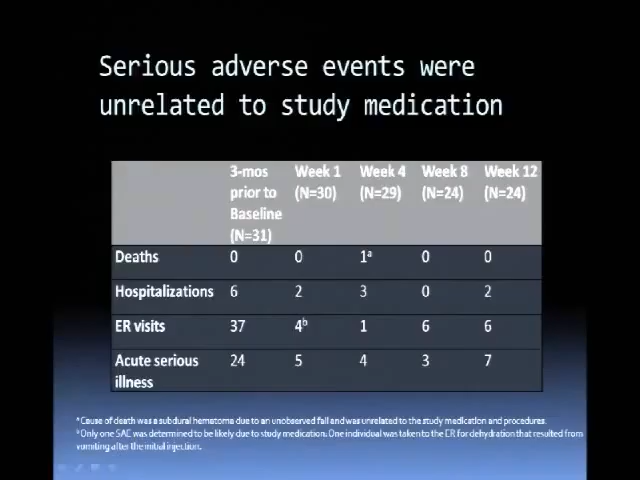 Serious adverse events were
unrelated to study medication
3-mos prior to Baseline (N=31) Week 1 (N=30) Week 4 (N=29) Week 8 (N=24) Week 12 (N=24)
Deaths 0 0 1ᵃ 0 0
Hospitalizations 6 2 3 0 2
ER visits 37 4ᵇ 1 6 6
Acute serious illness 24 5 4 3 7
ᵃCause of death was a subdural hematoma due to an unobserved fall and was unrelated to the study medication and procedures.
ᵇOnly one SAE was determined to be likely due to study medication. One individual was taken to the ER for dehydration that resulted from
vomiting after the initial injection.